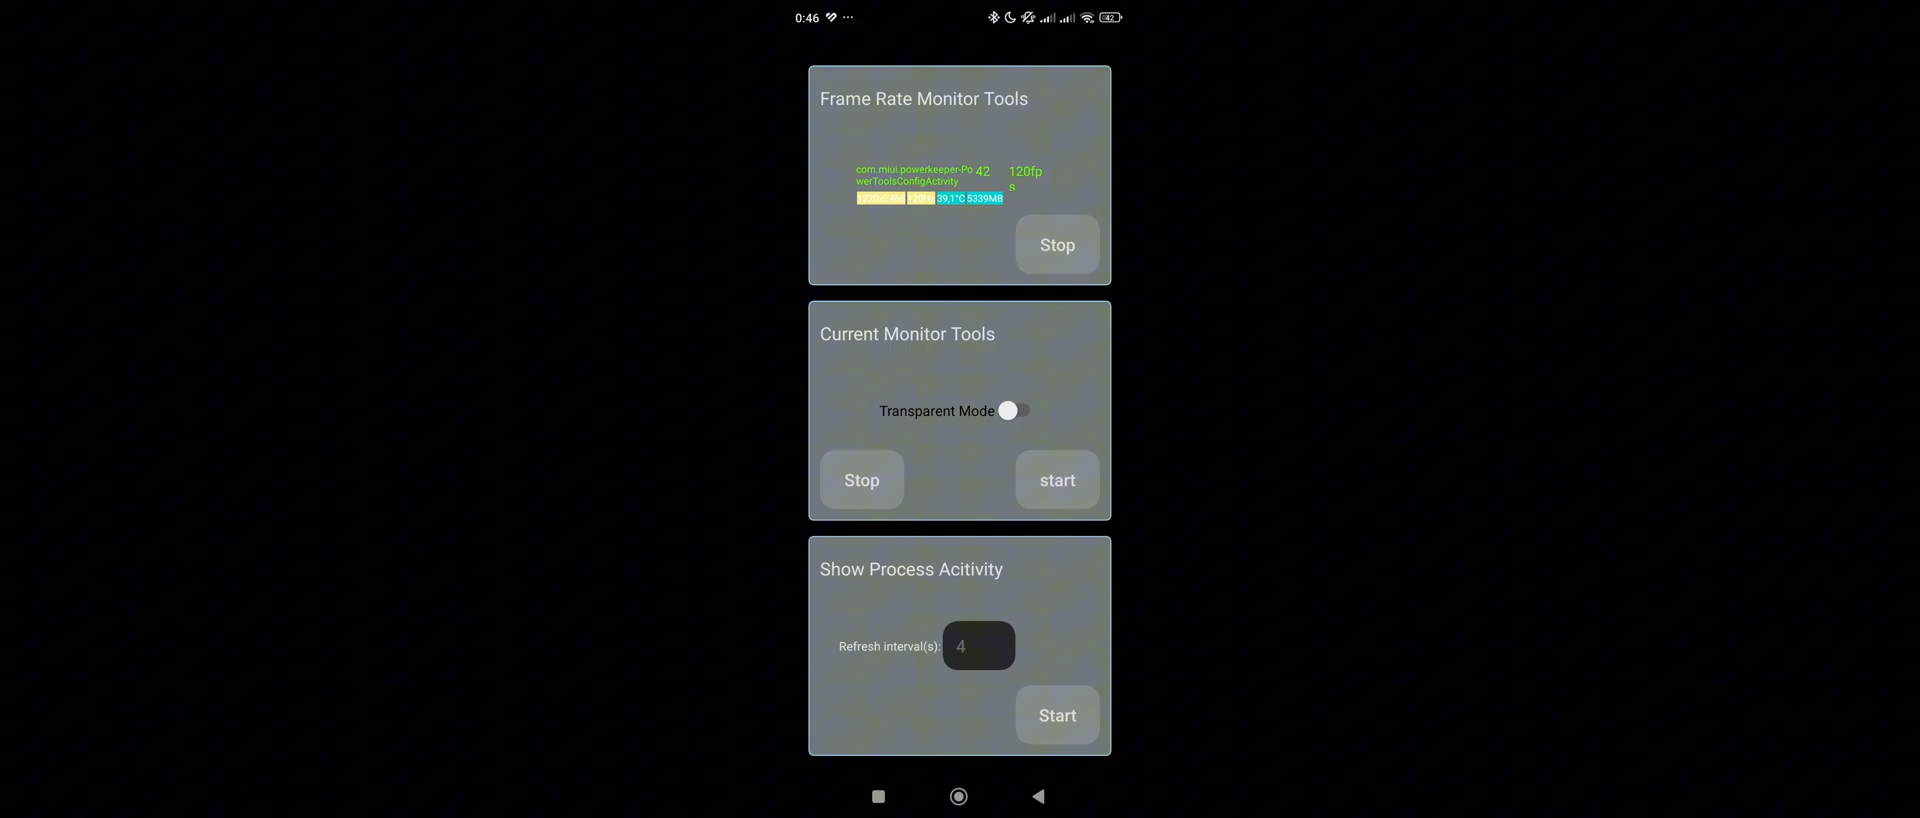 0:46 ··· 42
Frame Rate Monitor Tools
com.miui.powerkeeper-Po 42 120fp
werToolsConfigActivity s
39,1°C 5339MB
Stop
Current Monitor Tools
Transparent Mode
Stop start
Show Process Acitivity
Refresh interval(s): 4
Start